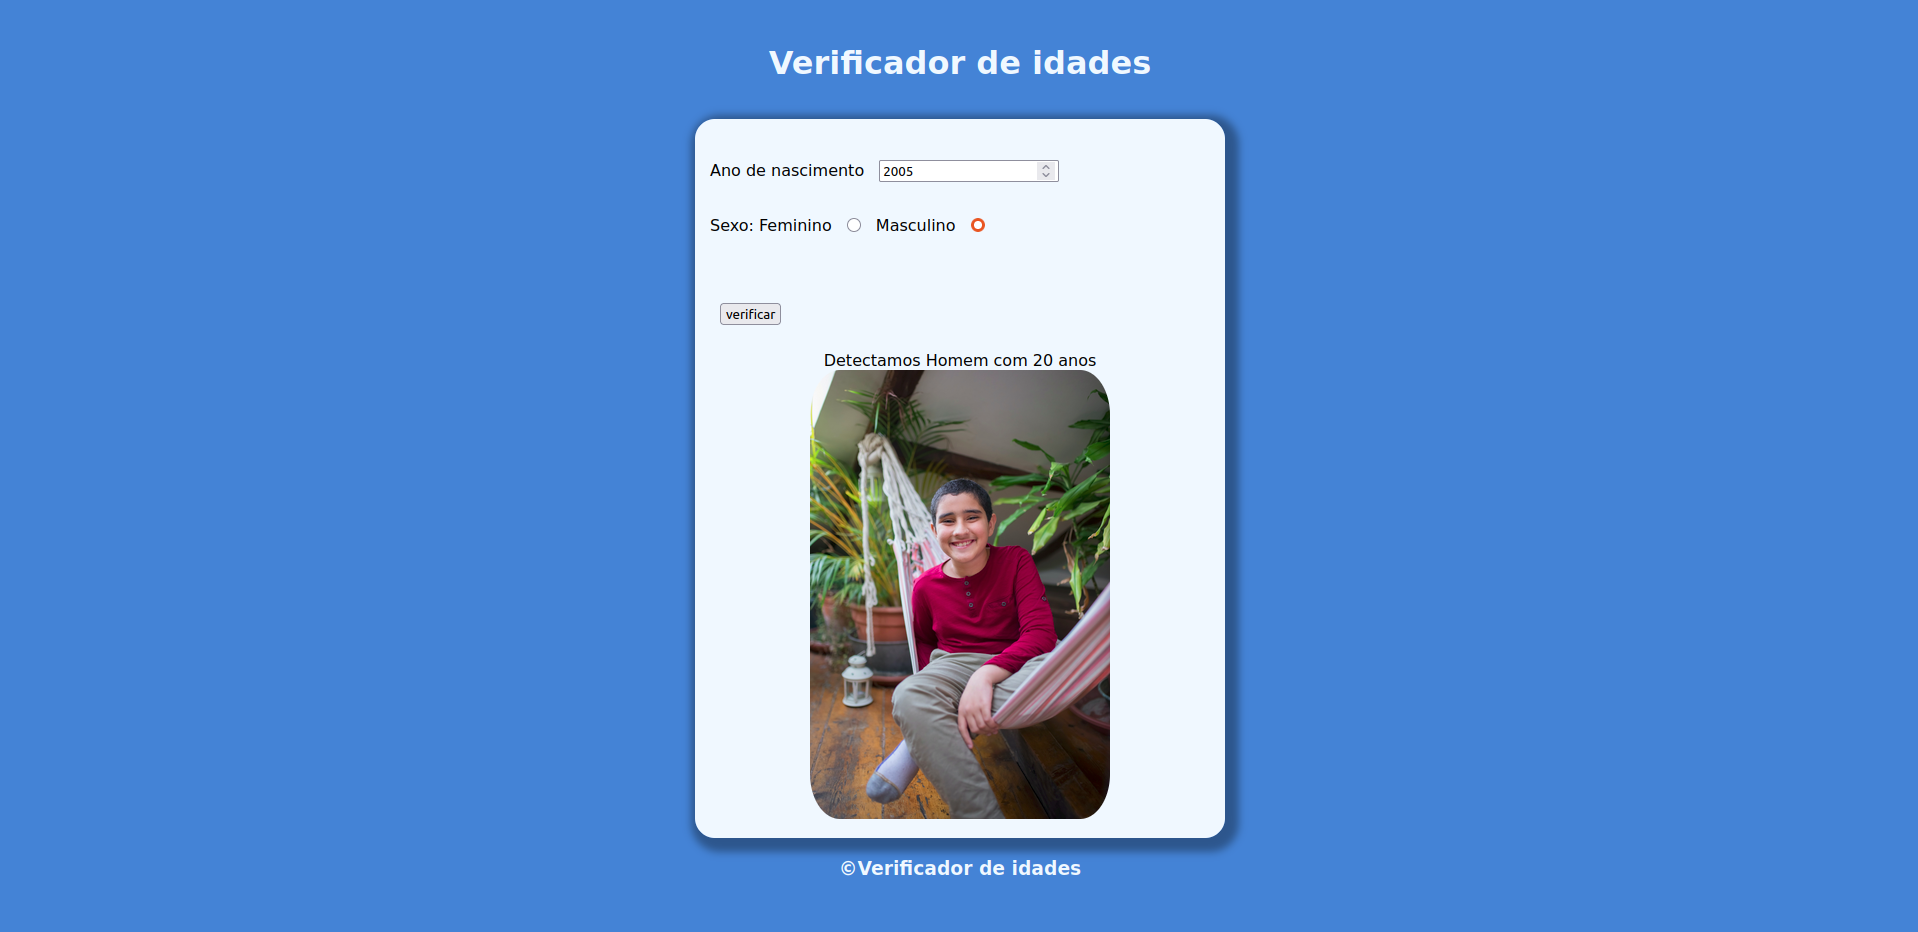 Verificador de idades
Ano de nascimento 2005
Sexo: Feminino Masculino
verificar
Detectamos Homem com 20 anos
©Verificador de idades